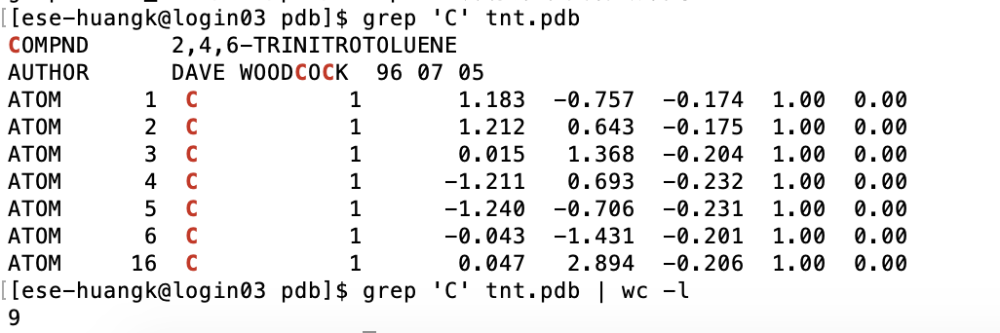 [[ese-huangk@login03 pdb]$ grep 'C' tnt.pdb
COMPND      2,4,6-TRINITROTOLUENE
AUTHOR      DAVE WOODCOCK  96 07 05
ATOM      1  C           1       1.183  -0.757  -0.174  1.00  0.00
ATOM      2  C           1       1.212   0.643  -0.175  1.00  0.00
ATOM      3  C           1       0.015   1.368  -0.204  1.00  0.00
ATOM      4  C           1      -1.211   0.693  -0.232  1.00  0.00
ATOM      5  C           1      -1.240  -0.706  -0.231  1.00  0.00
ATOM      6  C           1      -0.043  -1.431  -0.201  1.00  0.00
ATOM     16  C           1       0.047   2.894  -0.206  1.00  0.00
[[ese-huangk@login03 pdb]$ grep 'C' tnt.pdb | wc -l
9